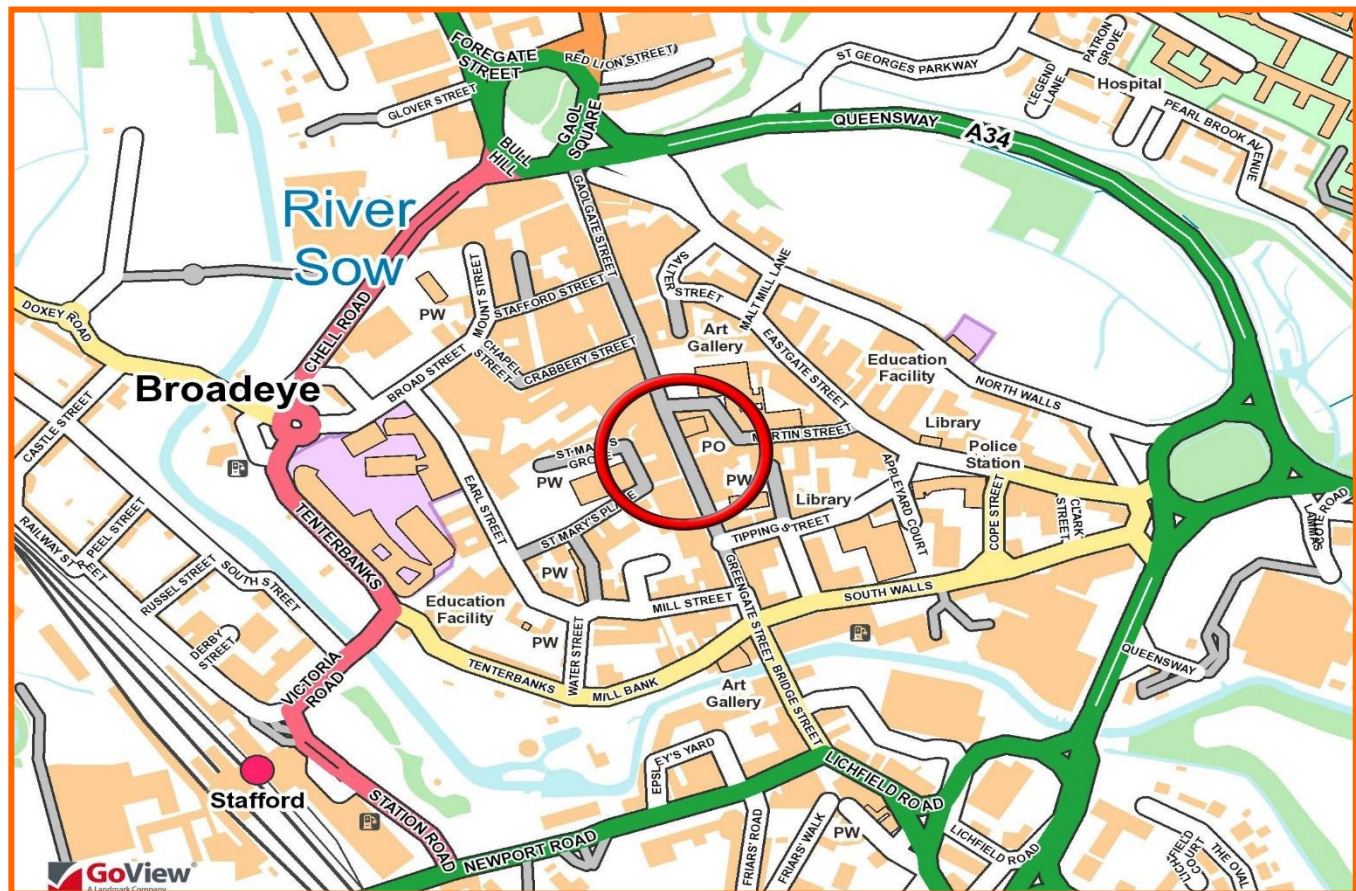 FOREGATE
STREET
RED LION STREET
GLOVER STREET
GAOL
SQUARE
BULL
HILL
ST GEORGES PARKWAY
PATRON
GROVE
LEGEND
LANE
Hospital
PEARL BROOK AVENUE
QUEENSWAY
A34
River
Sow
GAOLGATE STREET
SALTER
STREET
MALT MILL LANE
DOXEY ROAD
CHELL ROAD
PW
MOUNT STREET
STAFFORD STREET
CHAPEL
STREET
CRABBERY STREET
BROAD STREET
Art
Gallery
EASTGATE STREET
Education
Facility
NORTH WALLS
Broadeye
CASTLE STREET
Library
Police
Station
MARTIN STREET
PO
ST MARY'S
GROVE
PW
PW
Library
APPLEYARD COURT
COPE STREET
CLARK
STREET
EARL STREET
ST MARY'S PLACE
TIPPING STREET
TENTERBANKS
RAILWAY STREET
PEEL STREET
RUSSEL STREET
SOUTH STREET
DERBY
STREET
PW
Education
Facility
PW
MILL STREET
GREENGATE STREET
SOUTH WALLS
WATER STREET
TENTERBANKS
MILL BANK
VICTORIA
ROAD
Art
Gallery
BRIDGE STREET
QUEENSWAY
Stafford
STATION ROAD
EPSLEY'S YARD
LICHFIELD ROAD
NEWPORT ROAD
FRIARS' ROAD
FRIARS' WALK
PW
LICHFIELD ROAD
LICHFIELD
COURT
THE OVAL
GoView®
A Landmark Company